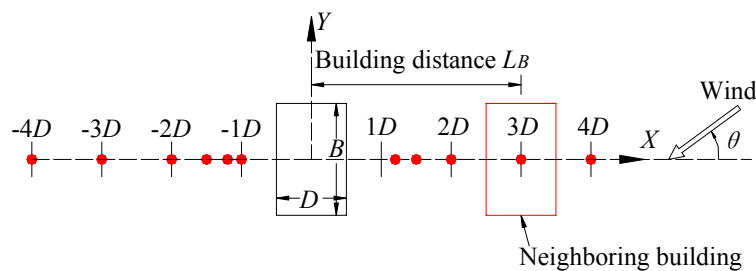 Y
Building distance LB
Wind
-4D
-3D
-2D
-1D
1D
2D
3D
4D
X
θ
B
D
Neighboring building